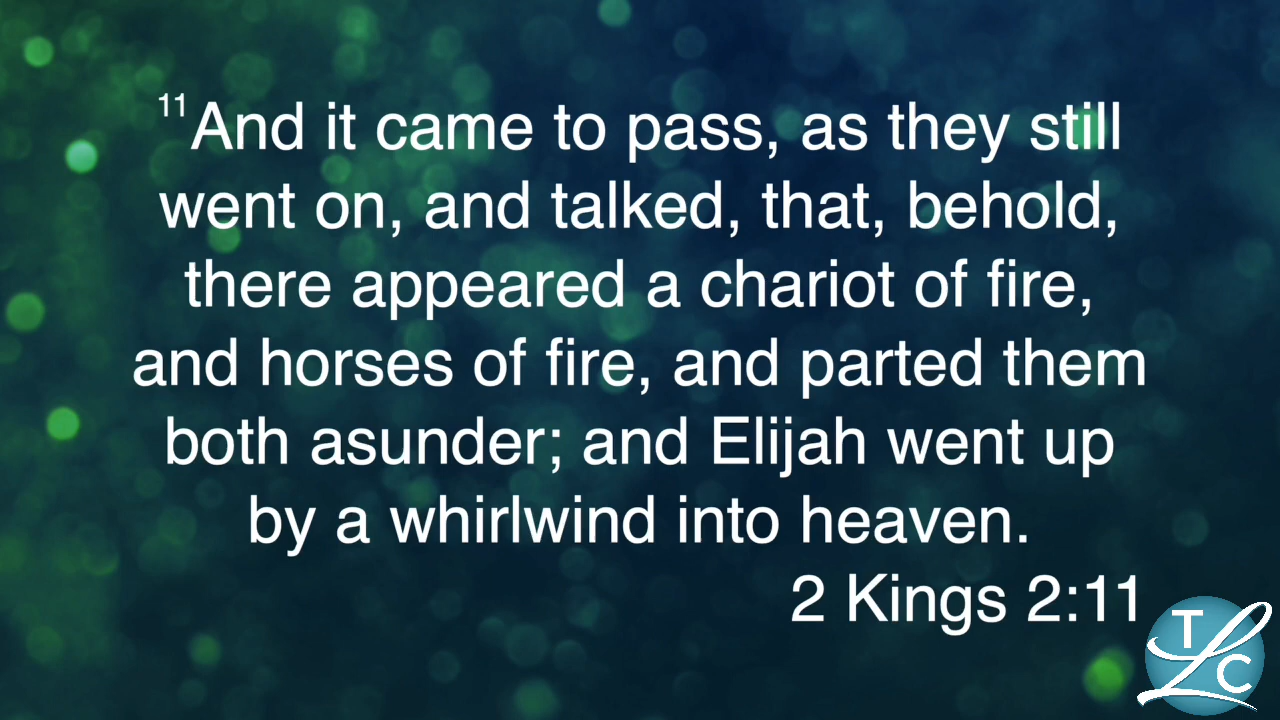 11And it came to pass, as they still
went on, and talked, that, behold,
there appeared a chariot of fire,
and horses of fire, and parted them
both asunder; and Elijah went up
by a whirlwind into heaven.
2 Kings 2:11
TLC